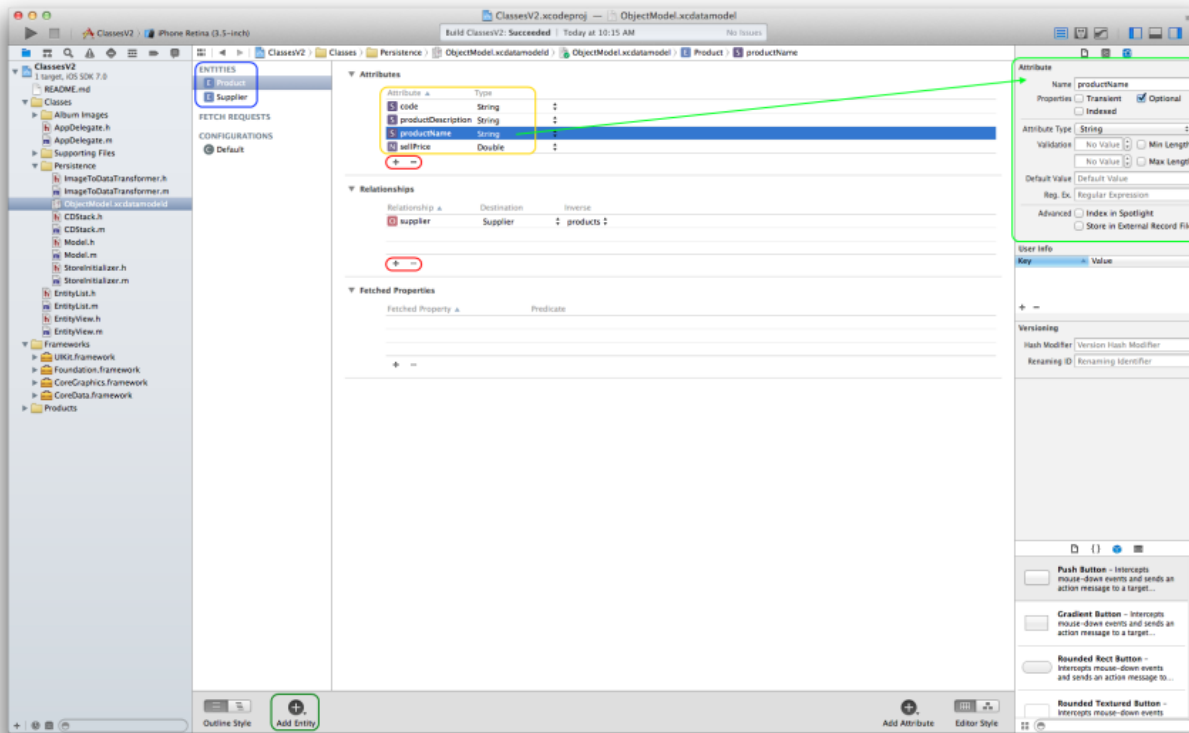 ClassesV2.xcodeproj — ObjectModel.xcdatamodel
ClassesV2 iPhone Retina (3.5-inch)
Build ClassesV2: Succeeded | Today at 10:15 AM
No Issues
ClassesV2
1 target, iOS SDK 7.0
README.md
Classes
Album Images
AppDelegate.h
AppDelegate.m
Supporting Files
Persistence
ImageToDataTransformer.h
ImageToDataTransformer.m
ObjectModel.xcdatamodeld
CDStack.h
CDStack.m
Model.h
Model.m
StoreInitializer.h
StoreInitializer.m
EntityList.h
EntityList.m
EntityView.h
EntityView.m
Frameworks
UIKit.framework
Foundation.framework
CoreGraphics.framework
CoreData.framework
Products
ClassesV2 Classes Persistence ObjectModel.xcdatamodeld ObjectModel.xcdatamodel Product productName
ENTITIES
Product
Supplier
FETCH REQUESTS
CONFIGURATIONS
Default
Attributes
Attribute Type
S code String
S productDescription String
S productName String
N sellPrice Double
+ −
Relationships
Relationship Destination Inverse
supplier Supplier products
+ −
Fetched Properties
Fetched Property Predicate
+ −
Outline Style
Add Entity
Add Attribute
Editor Style
Attribute
Name productName
Properties Transient Optional
Indexed
Attribute Type String
Validation No Value Min Length
No Value Max Length
Default Value Default Value
Reg. Ex. Regular Expression
Advanced Index in Spotlight
Store in External Record File
User Info
Key Value
+ −
Versioning
Hash Modifier Version Hash Modifier
Renaming ID Renaming Identifier
Push Button - Intercepts
mouse-down events and sends an
action message to a target...
Gradient Button - Intercepts
mouse-down events and sends an
action message to a target...
Rounded Rect Button -
Intercepts mouse-down events
and sends an action message to...
Rounded Textured Button -
Intercepts mouse-down events